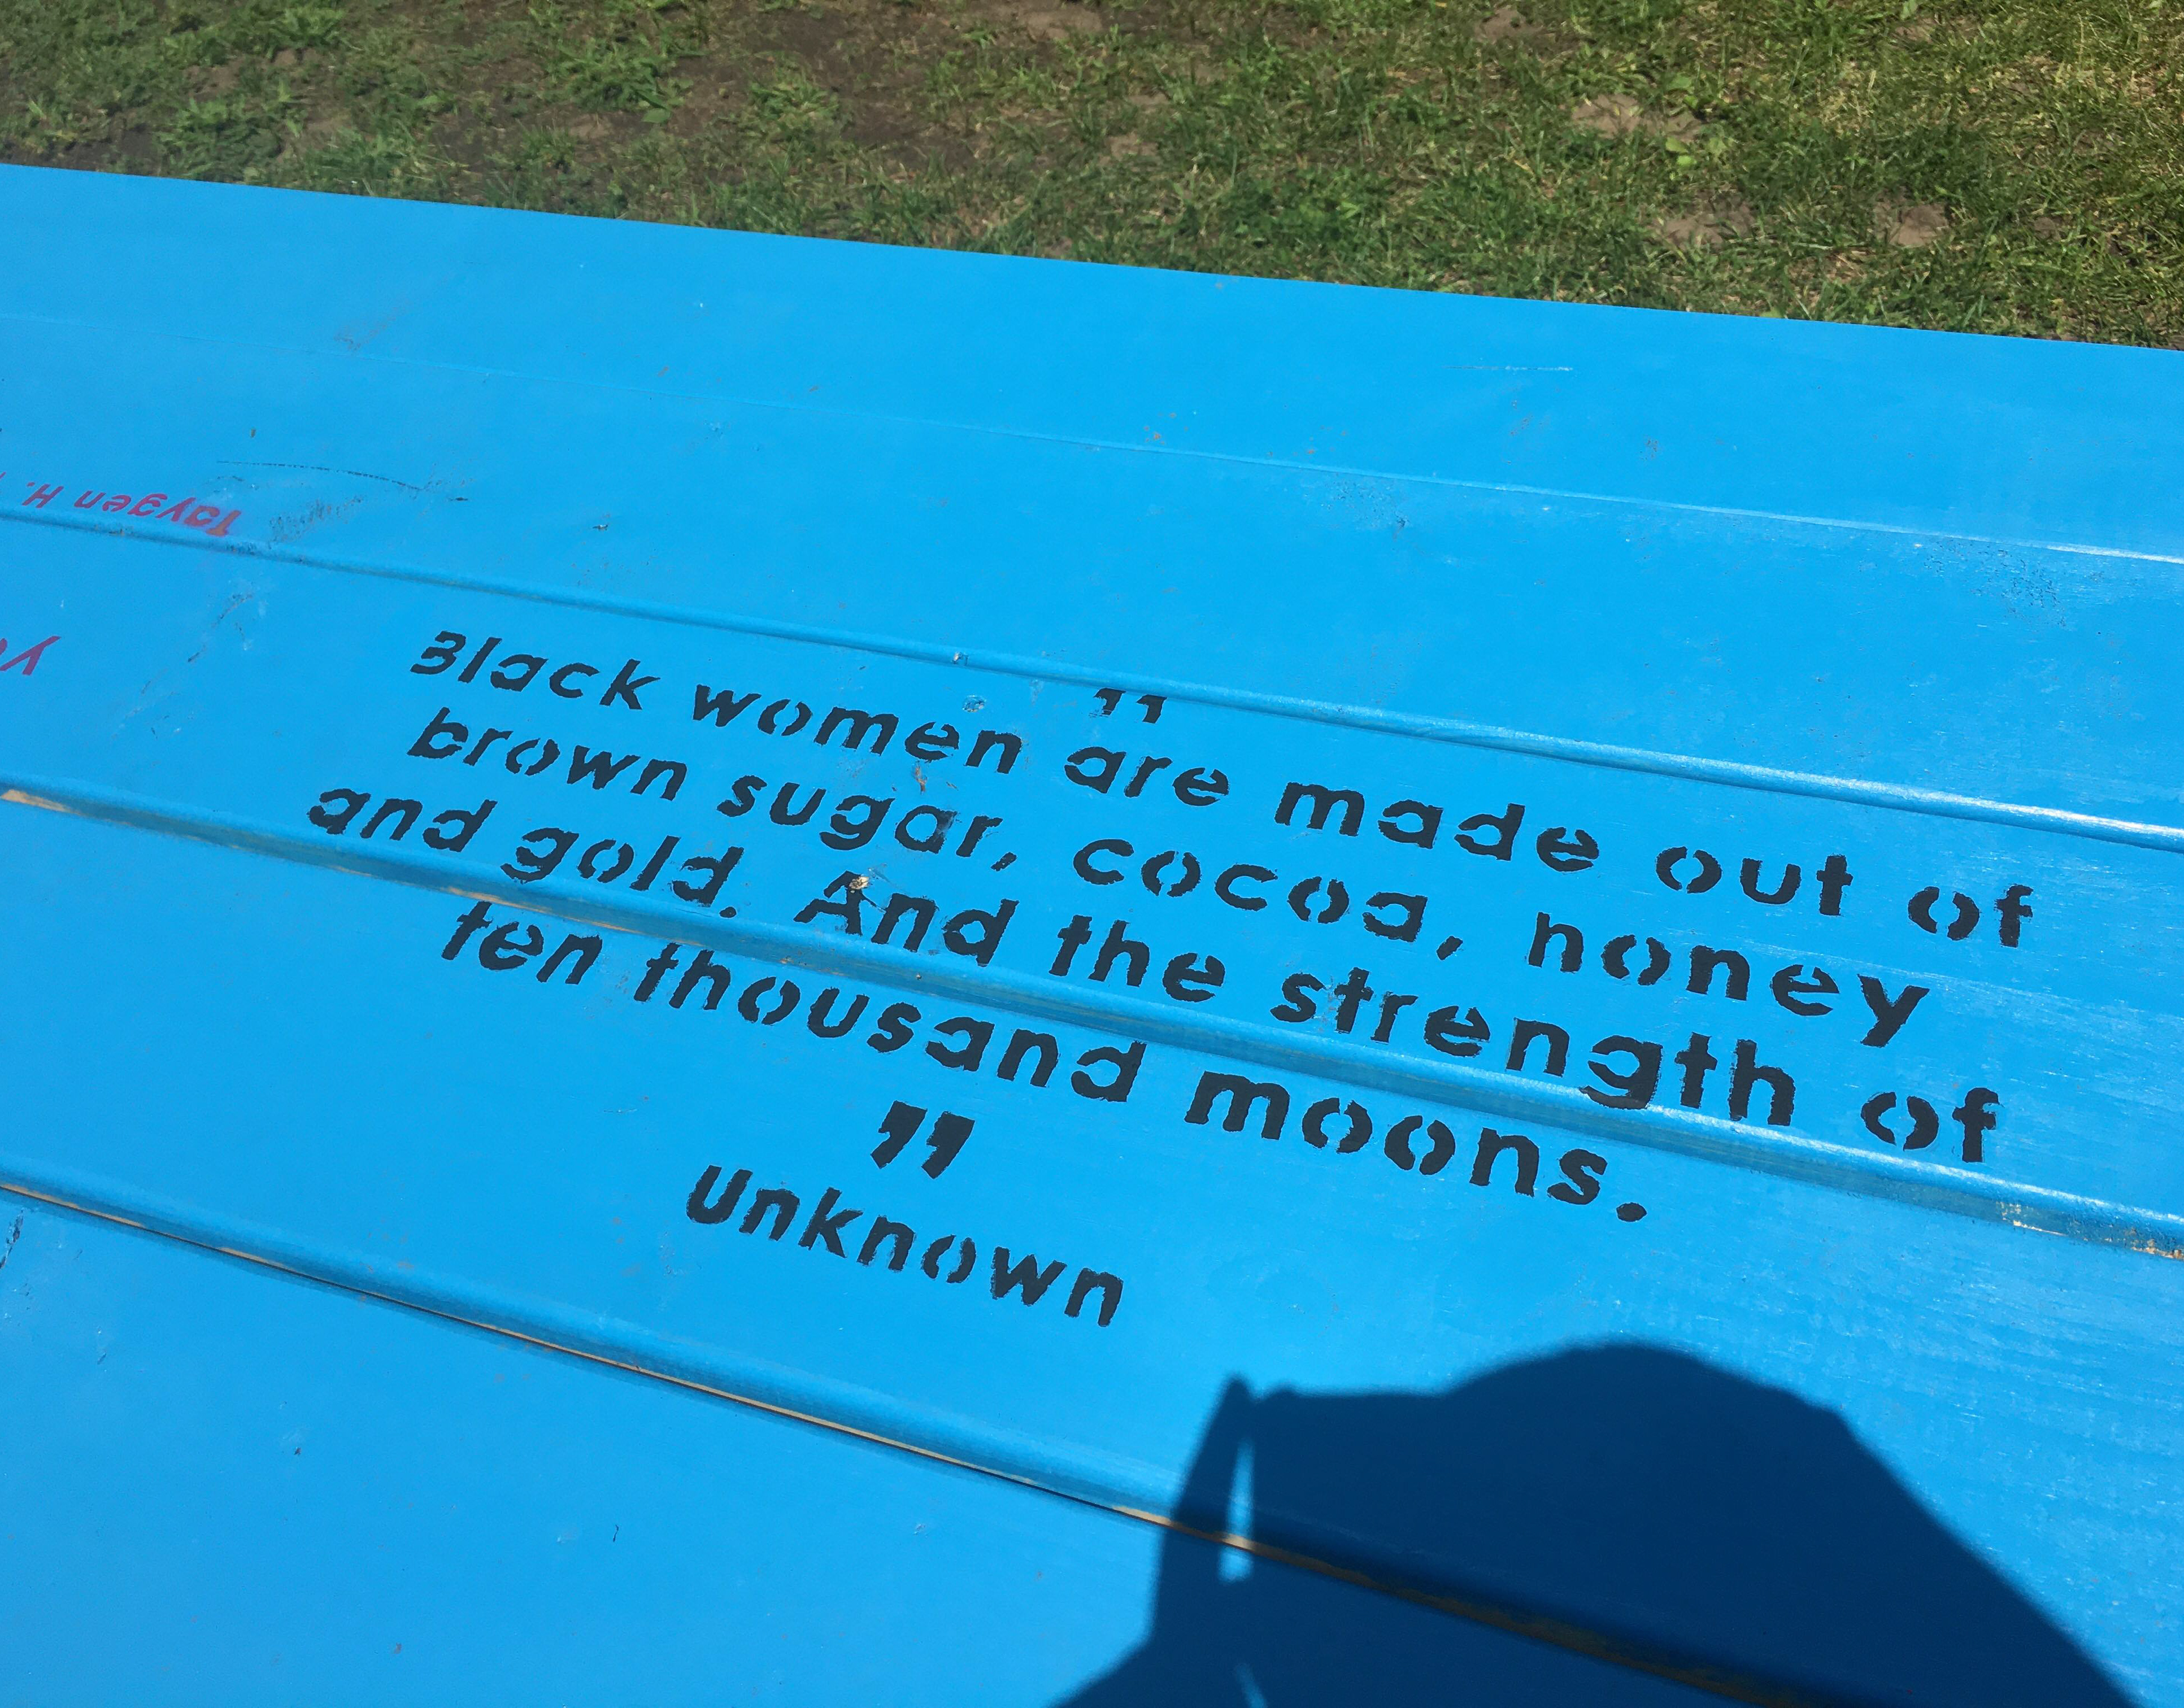 Taygen H.
"
Black women are made out of
brown sugar, cocoa, honey
and gold. And the strength of
ten thousand moons.
"
Unknown